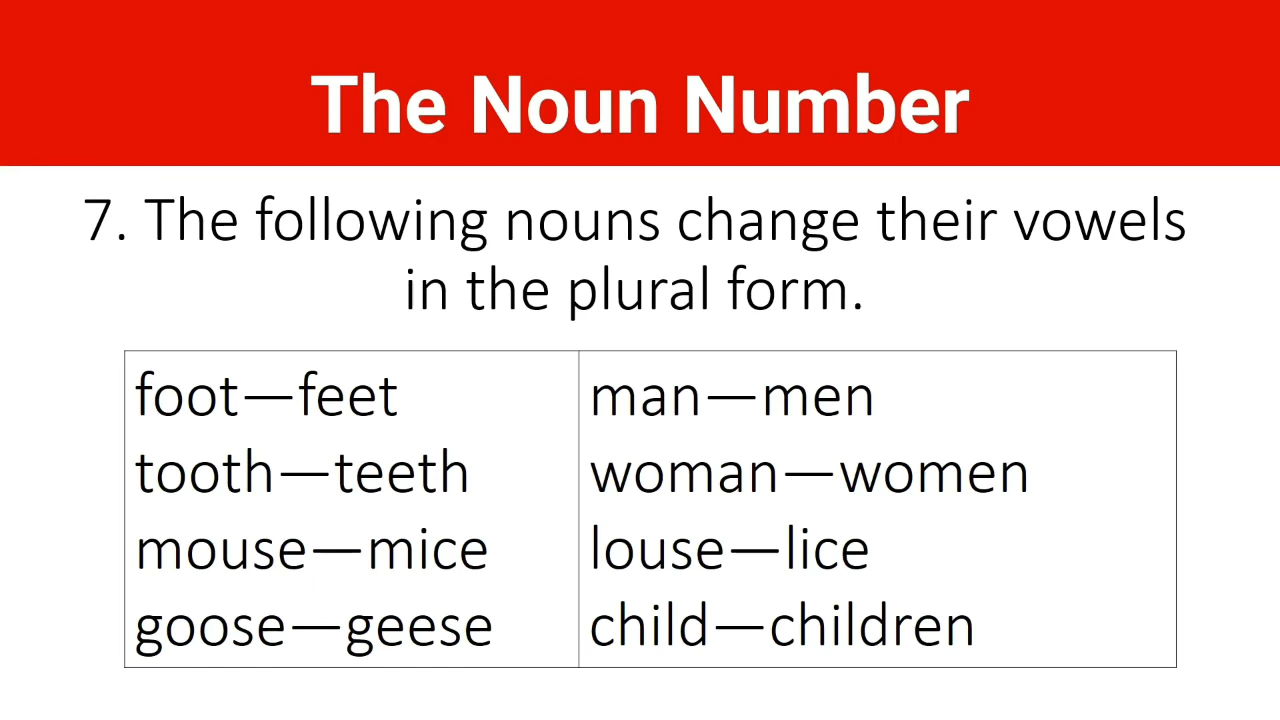 The Noun Number
7. The following nouns change their vowels
in the plural form.
foot—feet
tooth—teeth
mouse—mice
goose—geese
man—men
woman—women
louse—lice
child—children